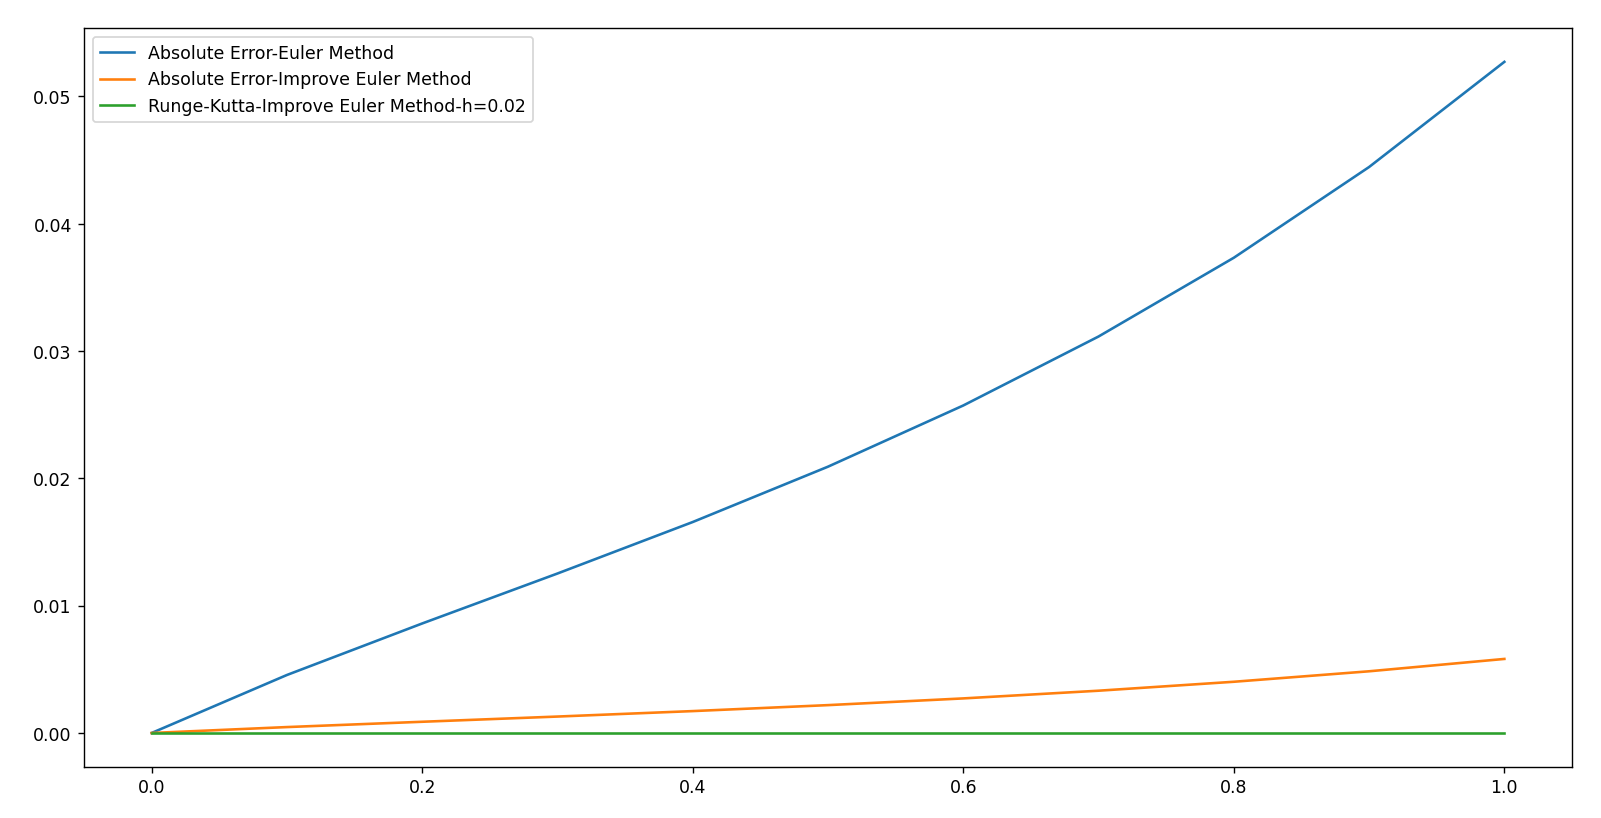 Absolute Error-Euler Method
Absolute Error-Improve Euler Method
Runge-Kutta-Improve Euler Method-h=0.02
0.05
0.04
0.03
0.02
0.01
0.00
0.0 0.2 0.4 0.6 0.8 1.0